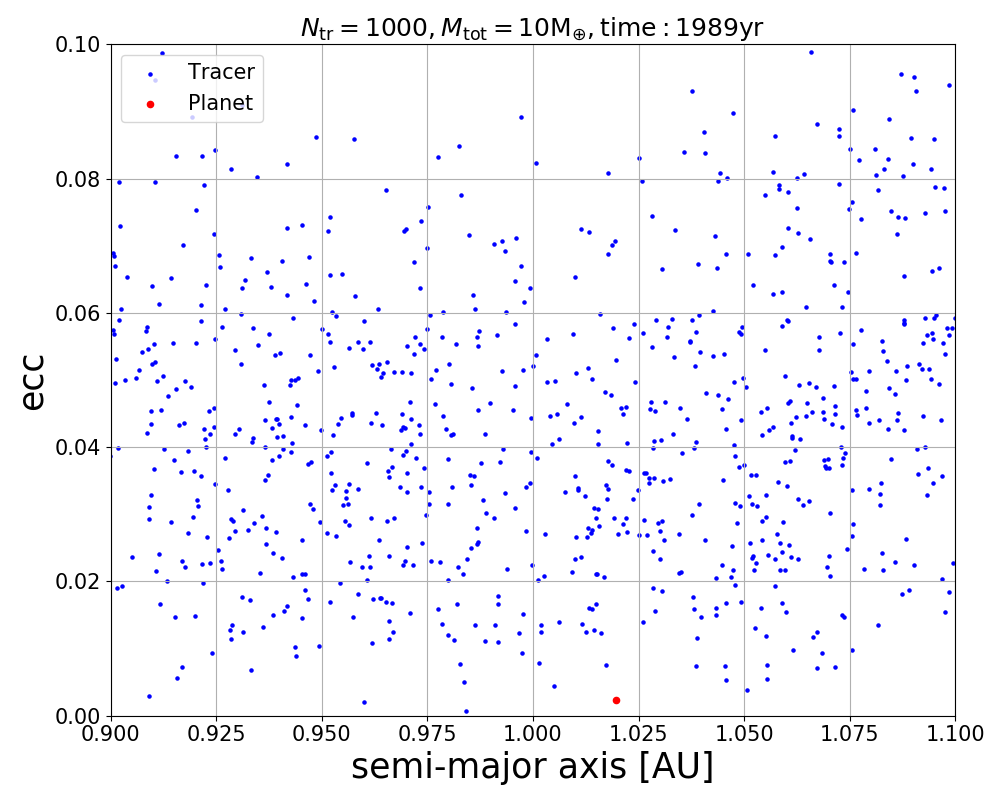 N_tr = 1000, M_tot = 10M_⊕, time : 1989yr
0.10
Tracer
Planet
0.08
0.06
ecc
0.04
0.02
0.00
0.900 0.925 0.950 0.975 1.000 1.025 1.050 1.075 1.100
semi-major axis [AU]